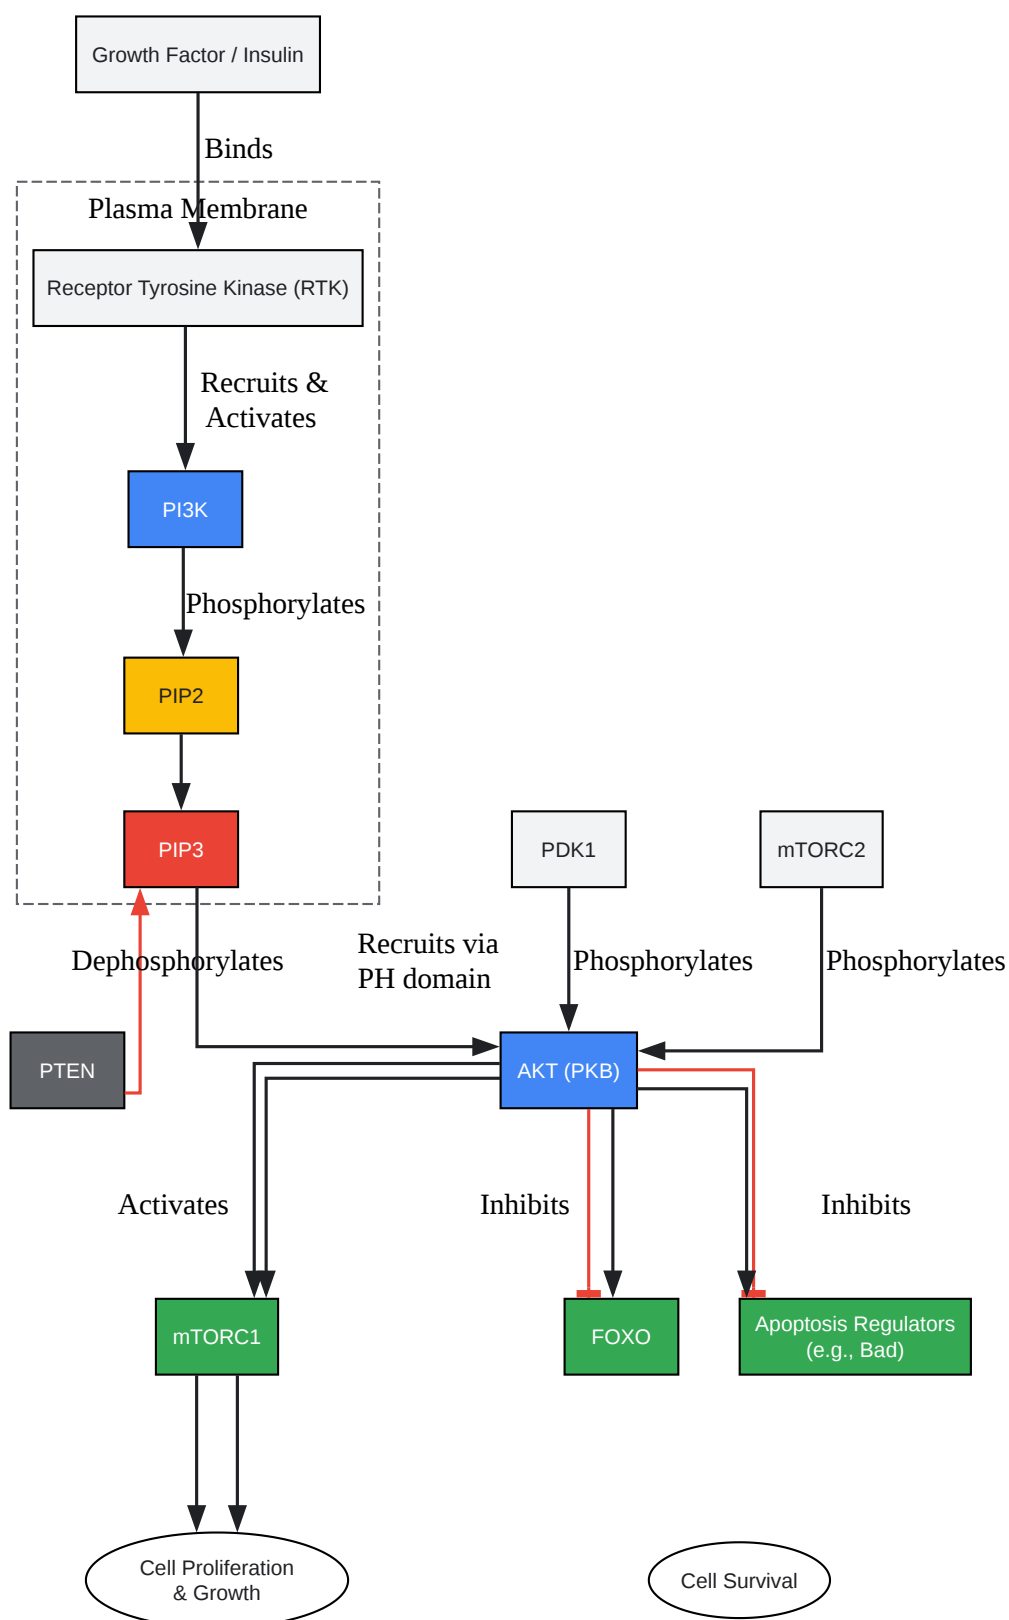 Growth Factor / Insulin
Binds
Plasma Membrane
Receptor Tyrosine Kinase (RTK)
Recruits &
Activates
PI3K
Phosphorylates
PIP2
PIP3
PDK1
mTORC2
Dephosphorylates
Recruits via
PH domain
Phosphorylates
Phosphorylates
PTEN
AKT (PKB)
Activates
Inhibits
Inhibits
mTORC1
FOXO
Apoptosis Regulators
(e.g., Bad)
Cell Proliferation
& Growth
Cell Survival